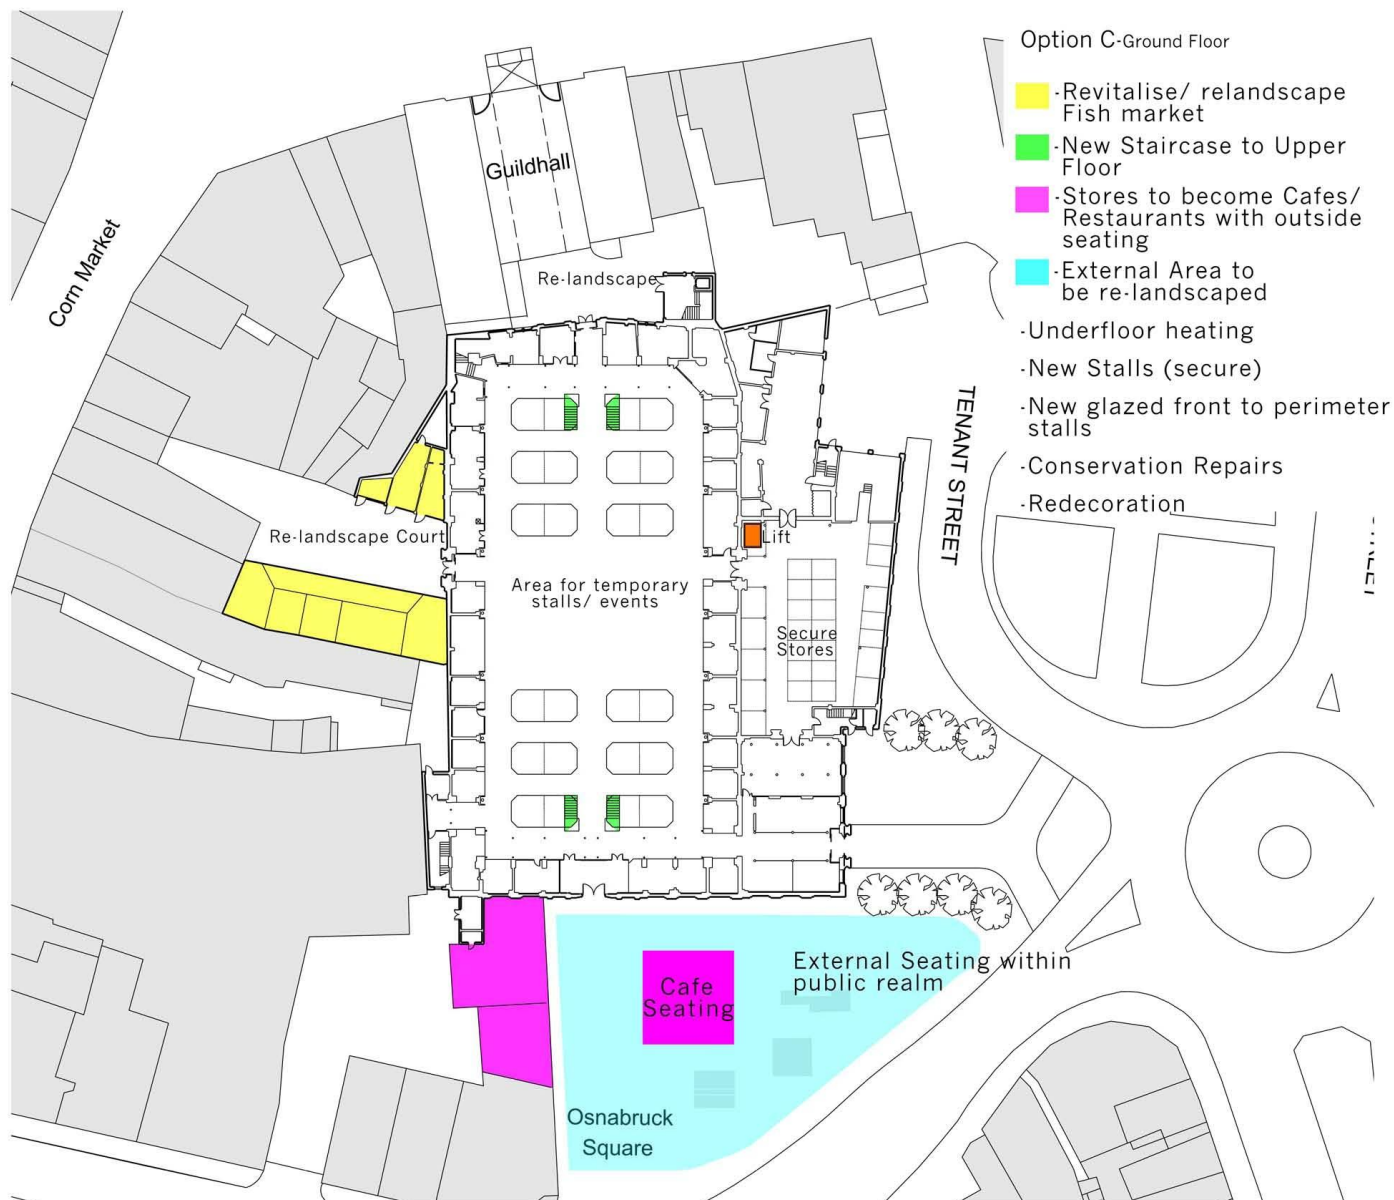 Option C-Ground Floor
-Revitalise/ relandscape
Fish market
-New Staircase to Upper
Floor
-Stores to become Cafes/
Restaurants with outside
seating
-External Area to
be re-landscaped
-Underfloor heating
-New Stalls (secure)
-New glazed front to perimeter
stalls
-Conservation Repairs
-Redecoration
Guildhall
Corn Market
Re-landscape
TENANT STREET
Re-landscape Court
Lift
Area for temporary
stalls/ events
Secure
Stores
External Seating within
public realm
Cafe
Seating
Osnabruck
Square